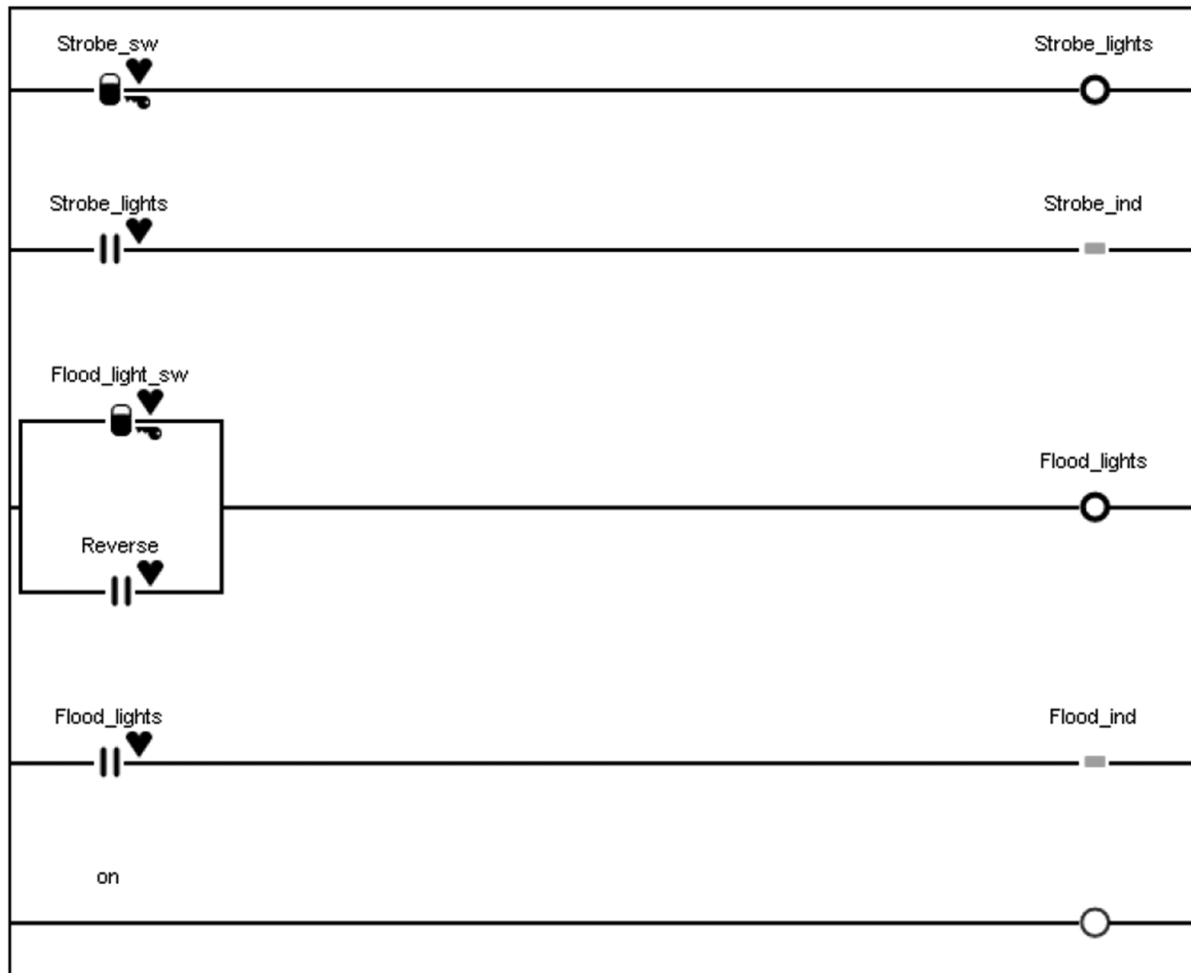 Strobe_sw
Strobe_lights
Strobe_lights
Strobe_ind
Flood_light_sw
Flood_lights
Reverse
Flood_lights
Flood_ind
on